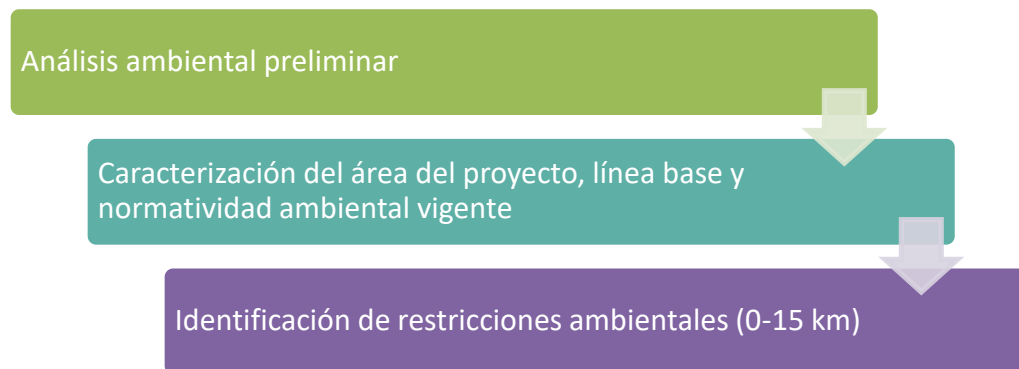 Análisis ambiental preliminar
Caracterización del área del proyecto, línea base y
normatividad ambiental vigente
Identificación de restricciones ambientales (0-15 km)